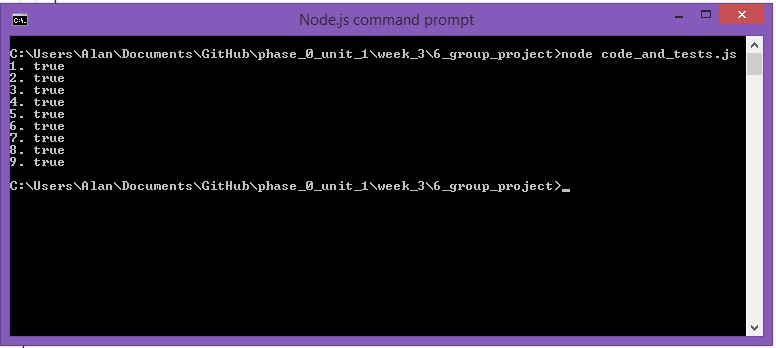 Node.js command prompt
C:\Users\Alan\Documents\GitHub\phase_0_unit_1\week_3\6_group_project>node code_and_tests.js
1. true
2. true
3. true
4. true
5. true
6. true
7. true
8. true
9. true
C:\Users\Alan\Documents\GitHub\phase_0_unit_1\week_3\6_group_project>_